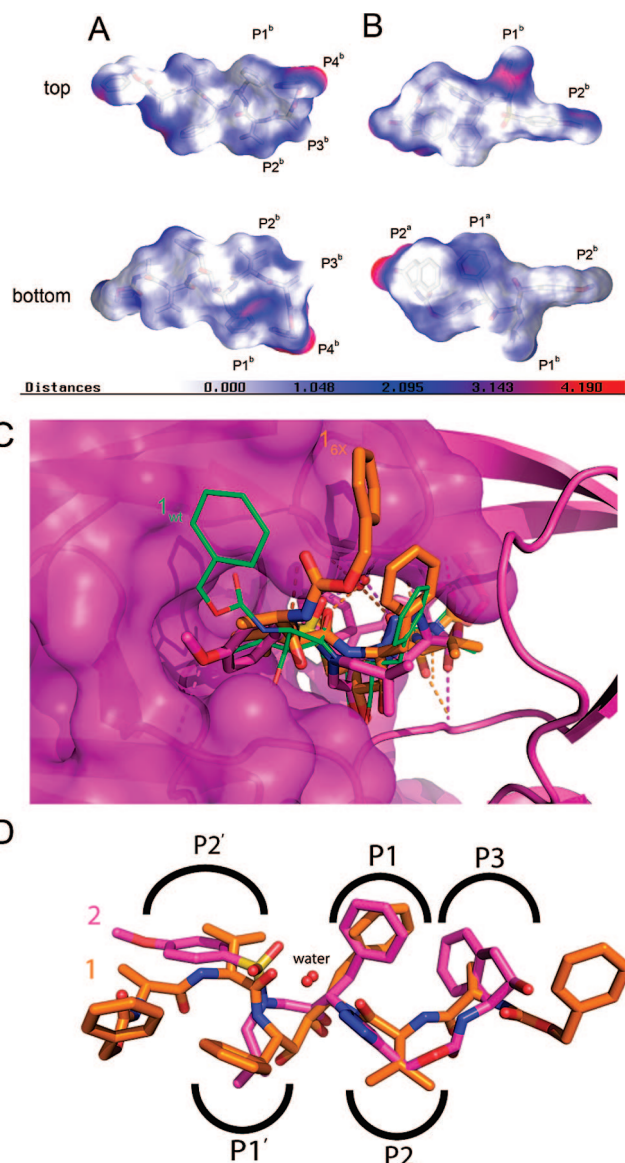 A B
P1ᵇ P1ᵇ
top P4ᵇ P2ᵇ
P3ᵇ
P2ᵇ
P2ᵇ P2ᵃ P1ᵃ P2ᵇ
P3ᵇ
bottom
P1ᵇ P4ᵇ P1ᵇ
Distances 0.000 1.048 2.095 3.143 4.190
C
1₆ₓ
1wt
D
P2′ P1 P3
2
water
1
P1′ P2